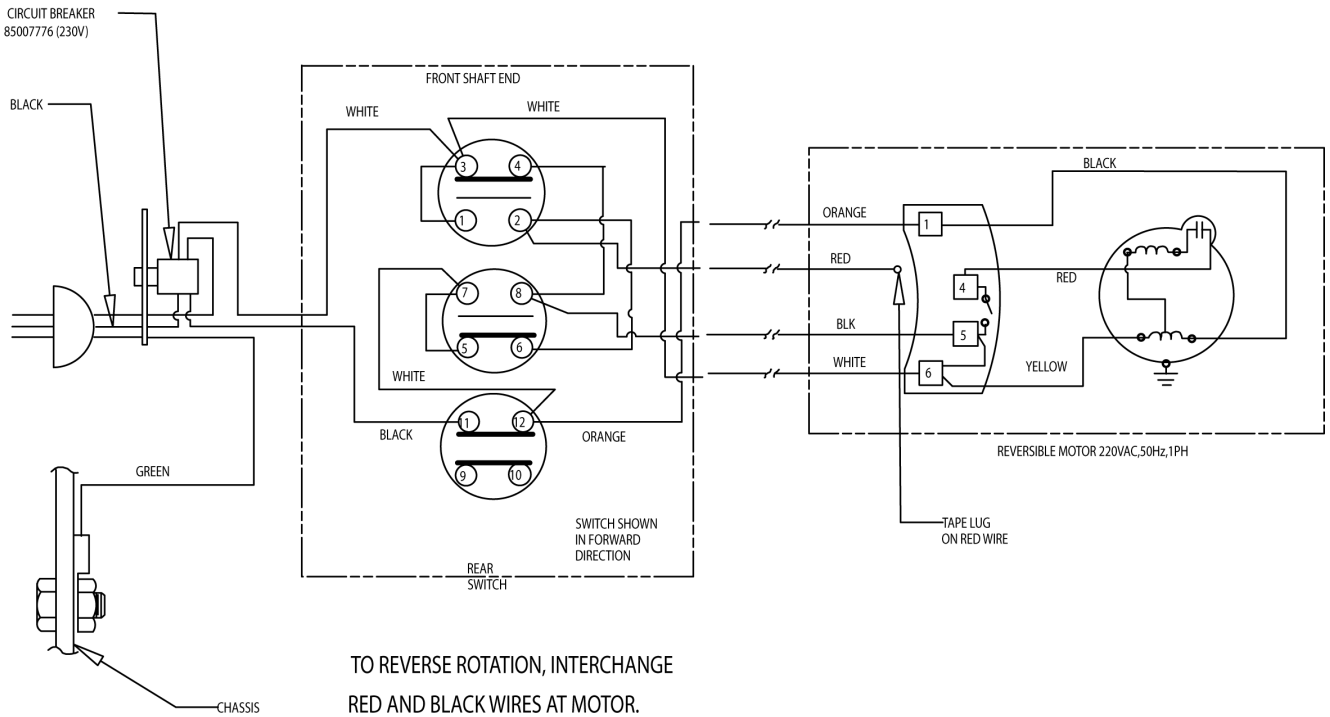 CIRCUIT BREAKER
85007776 (230V)
BLACK
FRONT SHAFT END
WHITE
WHITE
3
4
1
2
7
8
5
6
WHITE
11
12
BLACK
ORANGE
9
10
SWITCH SHOWN
IN FORWARD
DIRECTION
REAR
SWITCH
GREEN
CHASSIS
BLACK
ORANGE
1
RED
4
RED
BLK
5
WHITE
6
YELLOW
REVERSIBLE MOTOR 220VAC,50Hz,1PH
TAPE LUG
ON RED WIRE
TO REVERSE ROTATION, INTERCHANGE
RED AND BLACK WIRES AT MOTOR.